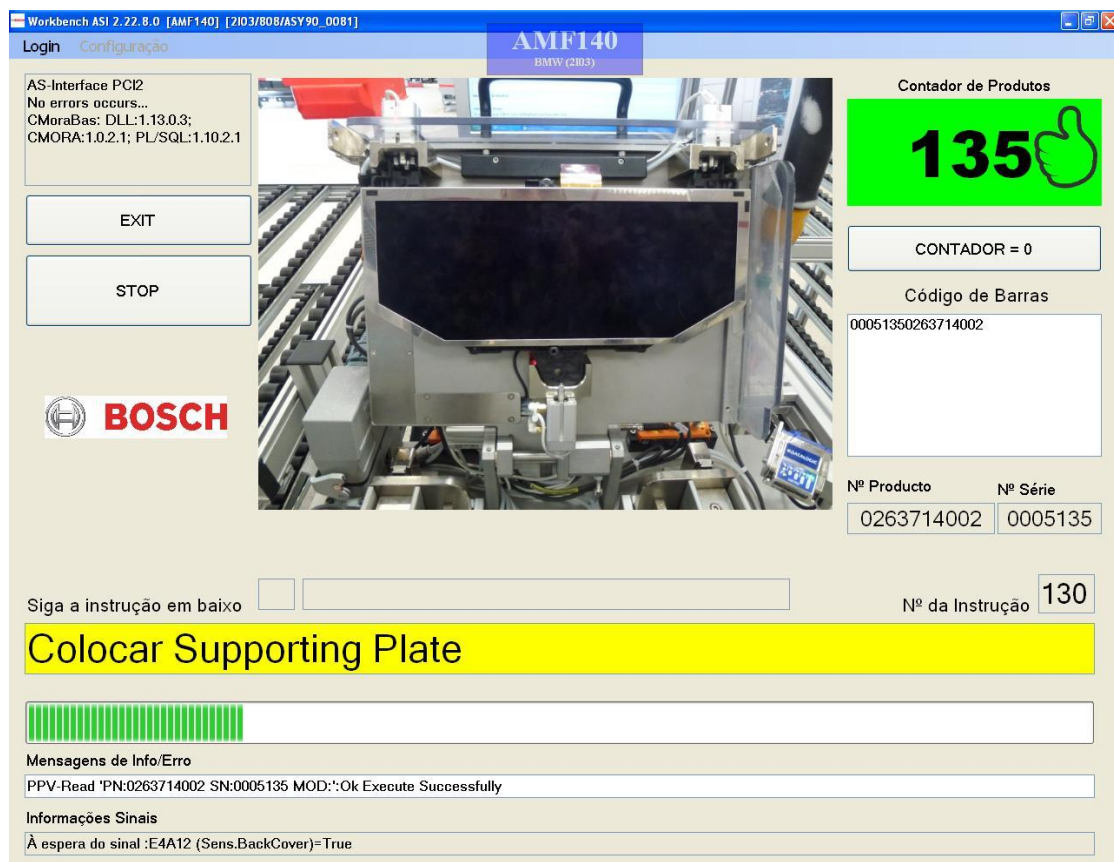 Workbench ASI 2.22.8.0 [AMF140] [2I03/808/ASY90_0081]
Login Configuração
AMF140
BMW (2I03)
AS-Interface PCI2
No errors occurs...
CMoraBas: DLL:1.13.0.3;
CMORA:1.0.2.1; PL/SQL:1.10.2.1
EXIT
STOP
BOSCH
DATALOGIC
Contador de Produtos
135
CONTADOR = 0
Código de Barras
00051350263714002
Nº Producto
Nº Série
0263714002
0005135
Siga a instrução em baixo
Nº da Instrução
130
Colocar Supporting Plate
Mensagens de Info/Erro
PPV-Read 'PN:0263714002 SN:0005135 MOD:':Ok Execute Successfully
Informações Sinais
À espera do sinal :E4A12 (Sens.BackCover)=True